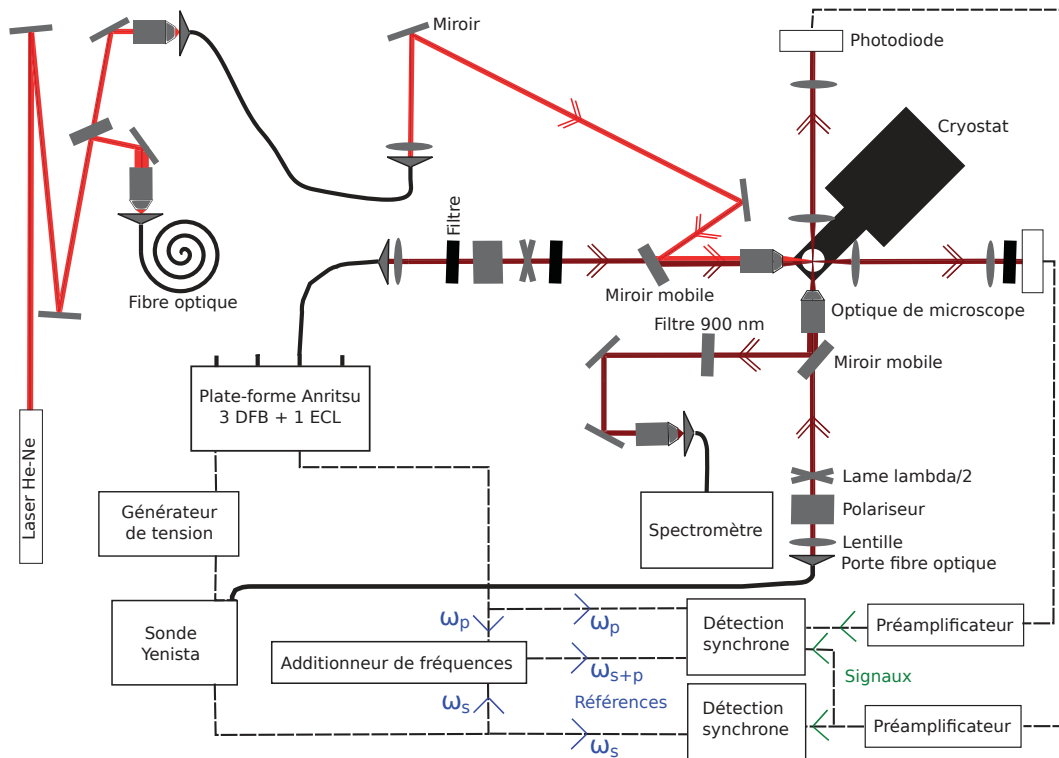 Miroir
Photodiode
Cryostat
Filtre
Fibre optique
Miroir mobile
Optique de microscope
Filtre 900 nm
Miroir mobile
Plate-forme Anritsu
3 DFB + 1 ECL
Laser He-Ne
Lame lambda/2
Polariseur
Lentille
Porte fibre optique
Générateur
de tension
Spectromètre
Sonde
Yenista
ωp
ωp
Additionneur de fréquences
ωs+p
ωs
Références
ωs
Détection
synchrone
Préamplificateur
Signaux
Détection
synchrone
Préamplificateur